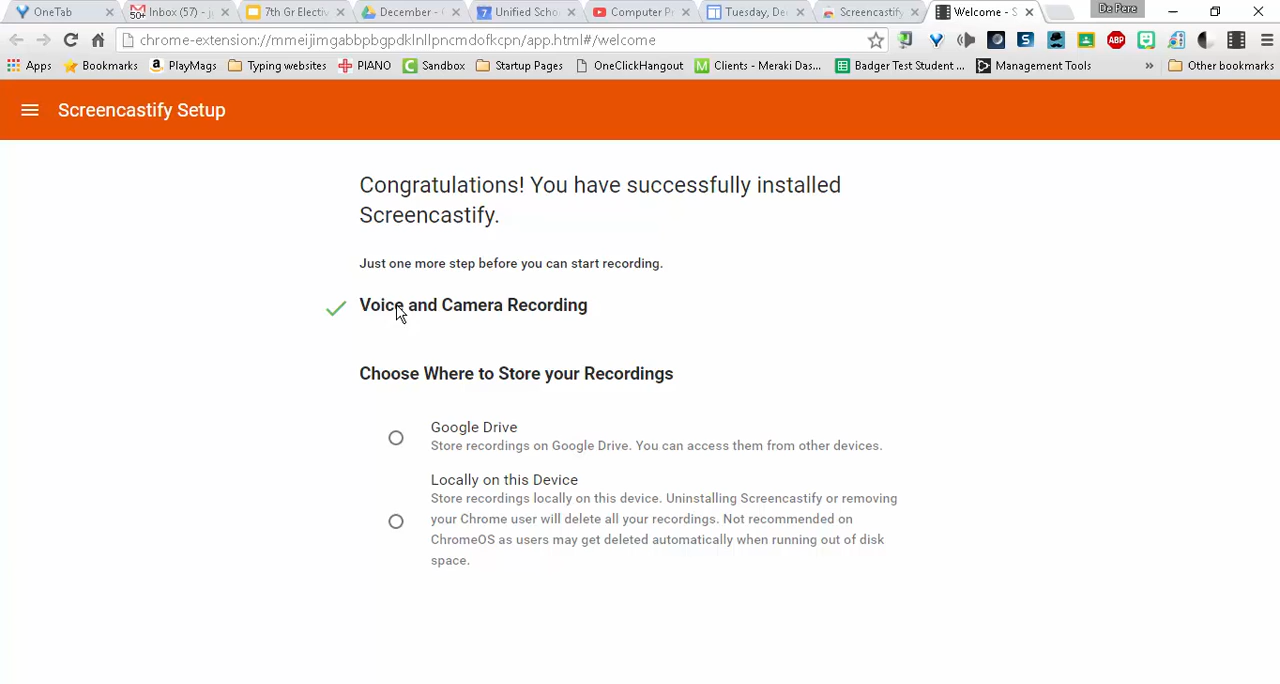 OneTab
Inbox (57) - j
7th Gr Electiv
December -
Unified Scho
Computer Pr
Tuesday, De
Screencastify
Welcome - S
De Pere
chrome-extension://mmeijimgabbpbgpdklnllpncmdofkcpn/app.html#/welcome
Apps Bookmarks PlayMags Typing websites PIANO Sandbox Startup Pages OneClickHangout Clients - Meraki Das... Badger Test Student ... Management Tools » Other bookmarks
Screencastify Setup
Congratulations! You have successfully installed
Screencastify.
Just one more step before you can start recording.
Voice and Camera Recording
Choose Where to Store your Recordings
Google Drive
Store recordings on Google Drive. You can access them from other devices.
Locally on this Device
Store recordings locally on this device. Uninstalling Screencastify or removing
your Chrome user will delete all your recordings. Not recommended on
ChromeOS as users may get deleted automatically when running out of disk
space.